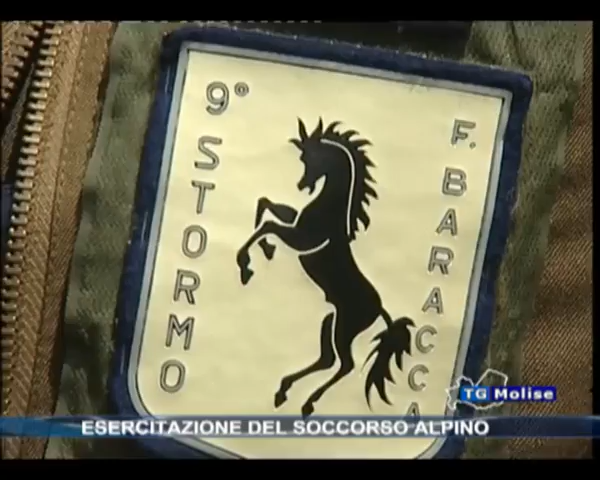 9° STORMO
F. BARACCA
TG Molise
ESERCITAZIONE DEL SOCCORSO ALPINO